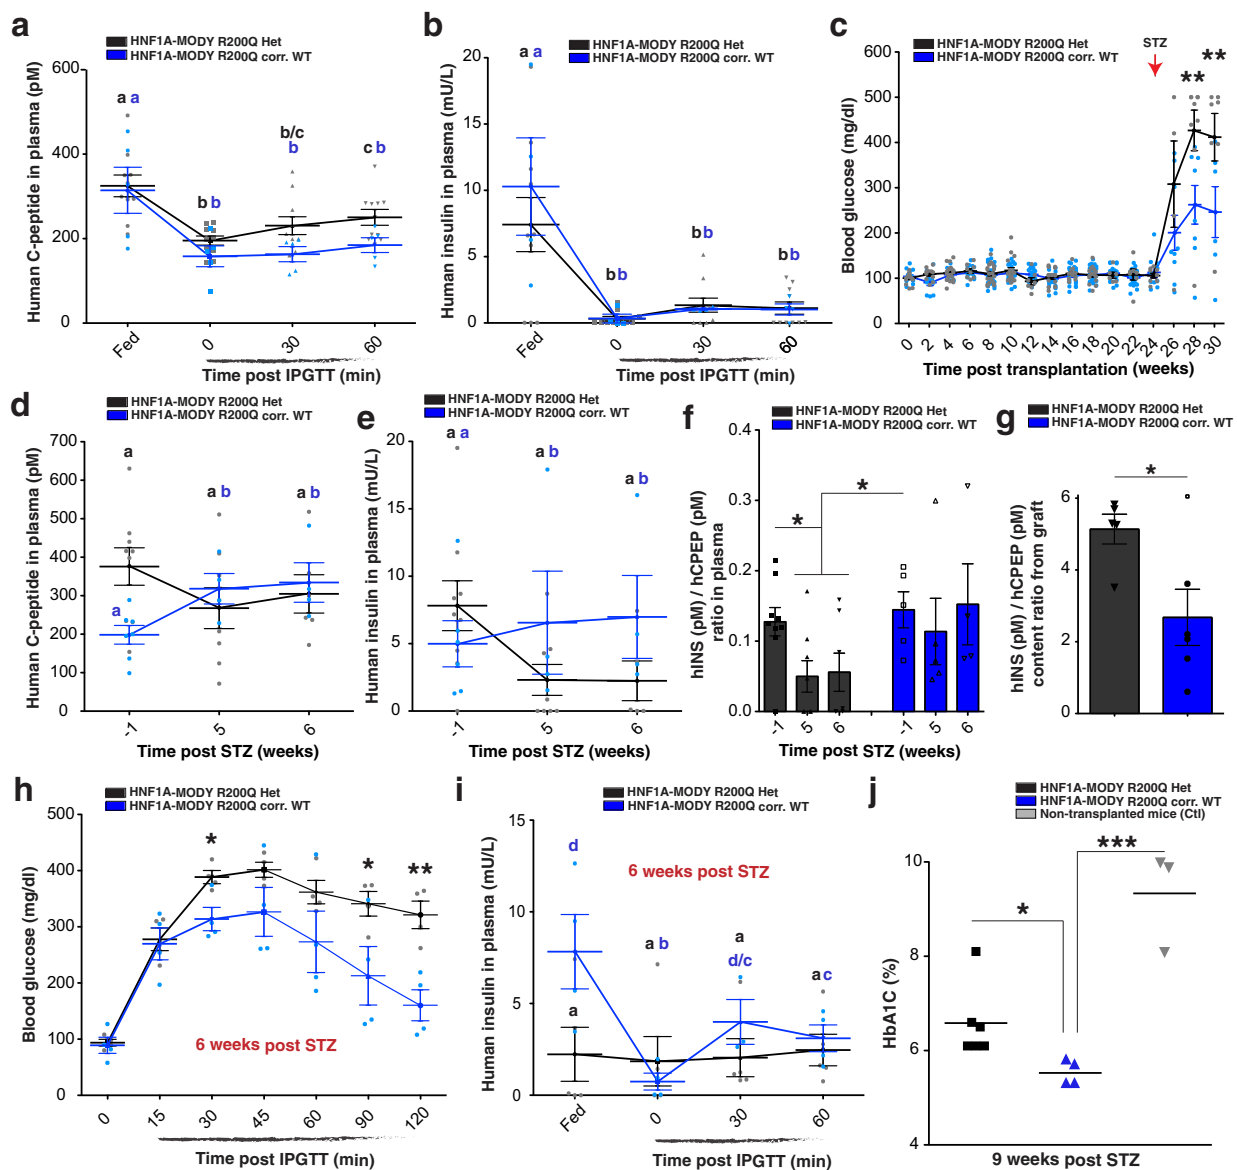 a
HNF1A-MODY R200Q Het
HNF1A-MODY R200Q corr. WT
Human C-peptide in plasma (pM)
600
400
200
0
a a
b b
b/c
b
c b
Fed
0
30
60
Time post IPGTT (min)
b
HNF1A-MODY R200Q Het
HNF1A-MODY R200Q corr. WT
Human insulin in plasma (mU/L)
20
15
10
5
0
a a
b b
b b
b b
Fed
0
30
60
Time post IPGTT (min)
c
HNF1A-MODY R200Q Het
HNF1A-MODY R200Q corr. WT
Blood glucose (mg/dl)
600
500
400
300
200
100
0
STZ
**
**
0 2 4 6 8 10 12 14 16 18 20 22 24 26 28 30
Time post transplantation (weeks)
d
HNF1A-MODY R200Q Het
HNF1A-MODY R200Q corr. WT
Human C-peptide in plasma (pM)
700
600
500
400
300
200
100
0
a
a
a b
a b
-1
5
6
Time post STZ (weeks)
e
HNF1A-MODY R200Q Het
HNF1A-MODY R200Q corr. WT
Human insulin in plasma (mU/L)
20
15
10
5
0
a a
a b
a b
-1
5
6
Time post STZ (weeks)
f
HNF1A-MODY R200Q Het
HNF1A-MODY R200Q corr. WT
hINS (pM) / hCPEP (pM)
ratio in plasma
0.4
0.3
0.2
0.1
0.0
*
*
-1 5 6 -1 5 6
Time post STZ (weeks)
g
HNF1A-MODY R200Q Het
HNF1A-MODY R200Q corr. WT
hINS (pM) / hCPEP (pM)
content ratio from graft
6
4
2
0
*
h
HNF1A-MODY R200Q Het
HNF1A-MODY R200Q corr. WT
Blood glucose (mg/dl)
500
400
300
200
100
0
*
*
**
6 weeks post STZ
0 15 30 45 60 90 120
Time post IPGTT (min)
i
HNF1A-MODY R200Q Het
HNF1A-MODY R200Q corr. WT
Human insulin in plasma (mU/L)
15
10
5
0
6 weeks post STZ
d
a
a b
a
d/c
a c
Fed
0
30
60
Time post IPGTT (min)
j
HNF1A-MODY R200Q Het
HNF1A-MODY R200Q corr. WT
Non-transplanted mice (Ctl)
HbA1C (%)
10
8
6
4
*
***
9 weeks post STZ